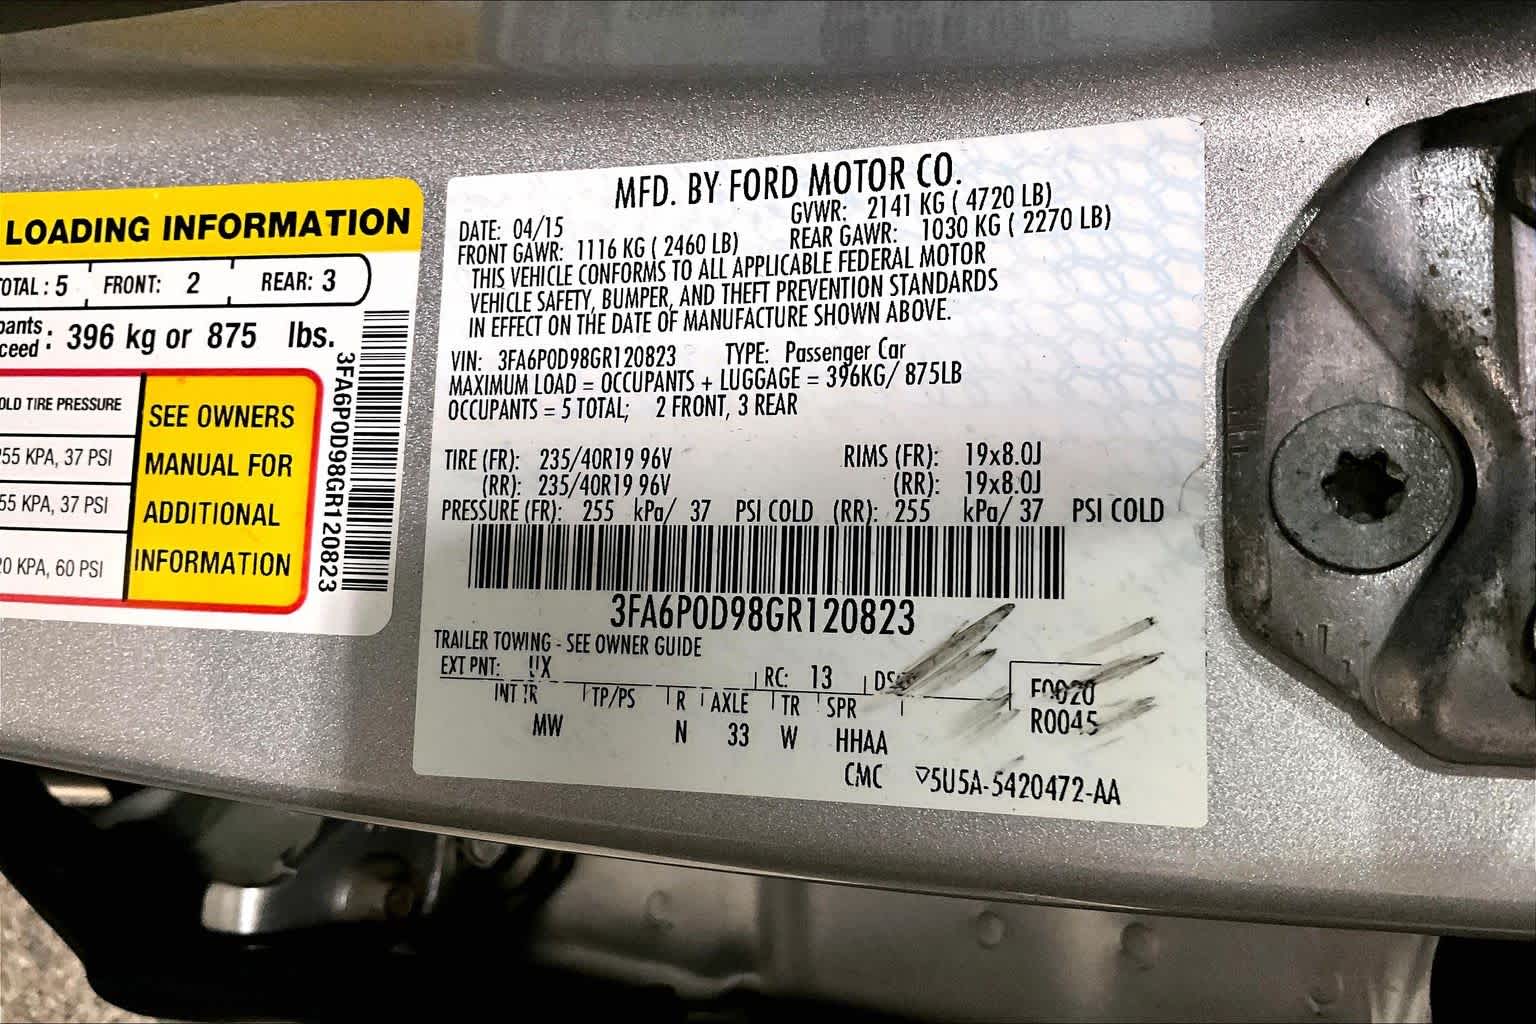 LOADING INFORMATION
TOTAL: 5 FRONT: 2 REAR: 3
396 kg or 875 lbs.
TIRE PRESSURE
KPA, 37 PSI
KPA, 37 PSI
KPA, 60 PSI
SEE OWNERS
MANUAL FOR
ADDITIONAL
INFORMATION
3FA6P0D98GR120823
MFD. BY FORD MOTOR CO.
DATE: 04/15 GVWR: 2141 KG ( 4720 LB)
FRONT GAWR: 1116 KG ( 2460 LB) REAR GAWR: 1030 KG ( 2270 LB)
THIS VEHICLE CONFORMS TO ALL APPLICABLE FEDERAL MOTOR
VEHICLE SAFETY, BUMPER, AND THEFT PREVENTION STANDARDS
IN EFFECT ON THE DATE OF MANUFACTURE SHOWN ABOVE.
VIN: 3FA6P0D98GR120823 TYPE: Passenger Car
MAXIMUM LOAD = OCCUPANTS + LUGGAGE = 396KG/ 875LB
OCCUPANTS = 5 TOTAL; 2 FRONT, 3 REAR
TIRE (FR): 235/40R19 96V RIMS (FR): 19x8.0J
(RR): 235/40R19 96V (RR): 19x8.0J
PRESSURE (FR): 255 kPa/ 37 PSI COLD (RR): 255 kPa/ 37 PSI COLD
3FA6P0D98GR120823
TRAILER TOWING - SEE OWNER GUIDE
EXT PNT: UX RC: 13 DSO:
INT TR TP/PS R AXLE TR SPR F0020
MW N 33 W HHAA R0045
CMC ▽5U5A-5420472-AA